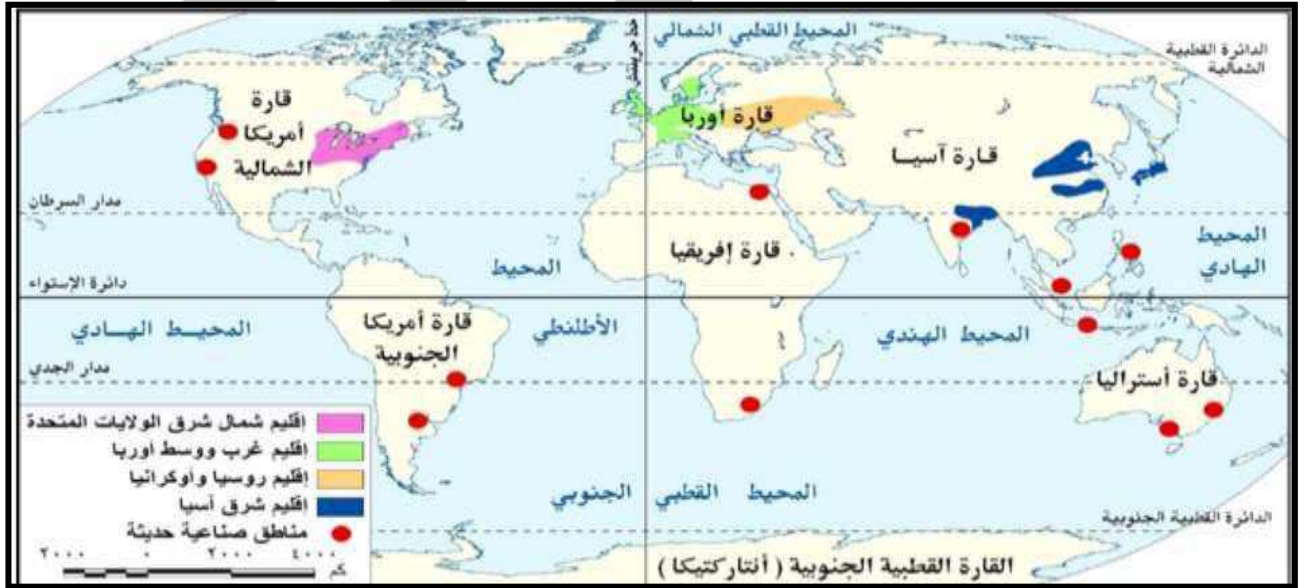 المحيط القطبي الشمالي
الدائرة القطبية
الشمالية
خط جرينتش
قارة
أمريكا
الشمالية
قارة أوربا
قارة آسيا
4
مدار السرطان
المحيط
الهادي
قارة إفريقيا
المحيط
دائرة الإستواء
الأطلنطي
المحيط الهندي
المحيط الهادي
قارة أمريكا
الجنوبية
مدار الجدي
قارة أستراليا
إقليم شمال شرق الولايات المتحدة
إقليم غرب ووسط أوربا
إقليم روسيا وأوكرانيا
إقليم شرق آسيا
مناطق صناعية حديثة
٢٠٠٠ ٠ ٢٠٠٠ ٤٠٠٠
كم
المحيط القطبي الجنوبي
الدائرة القطبية الجنوبية
القارة القطبية الجنوبية ( أنتاركتيكا )